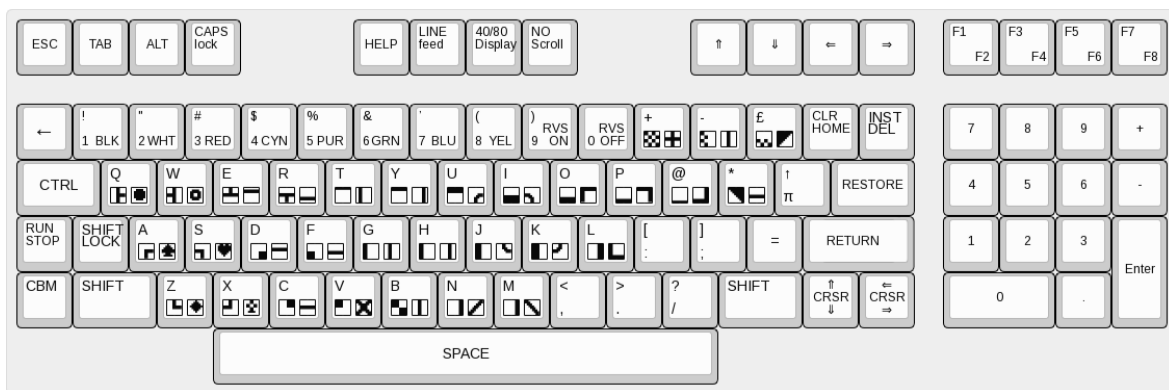 ESC TAB ALT CAPS lock HELP LINE feed 40/80 Display NO Scroll ⇑ ⇓ ⇐ ⇒ F1 F2 F3 F4 F5 F6 F7 F8
← ! 1 BLK " 2 WHT # 3 RED $ 4 CYN % 5 PUR & 6 GRN ' 7 BLU ( 8 YEL ) 9 RVS ON 0 RVS OFF + - £ CLR HOME INST DEL 7 8 9 +
CTRL Q W E R T Y U I O P @ * ↑ π RESTORE 4 5 6 -
RUN STOP SHIFT LOCK A S D F G H J K L [ : ] ; = RETURN 1 2 3 Enter
CBM SHIFT Z X C V B N M < , > . ? / SHIFT ⇑ CRSR ⇓ ⇐ CRSR ⇒ 0 .
SPACE